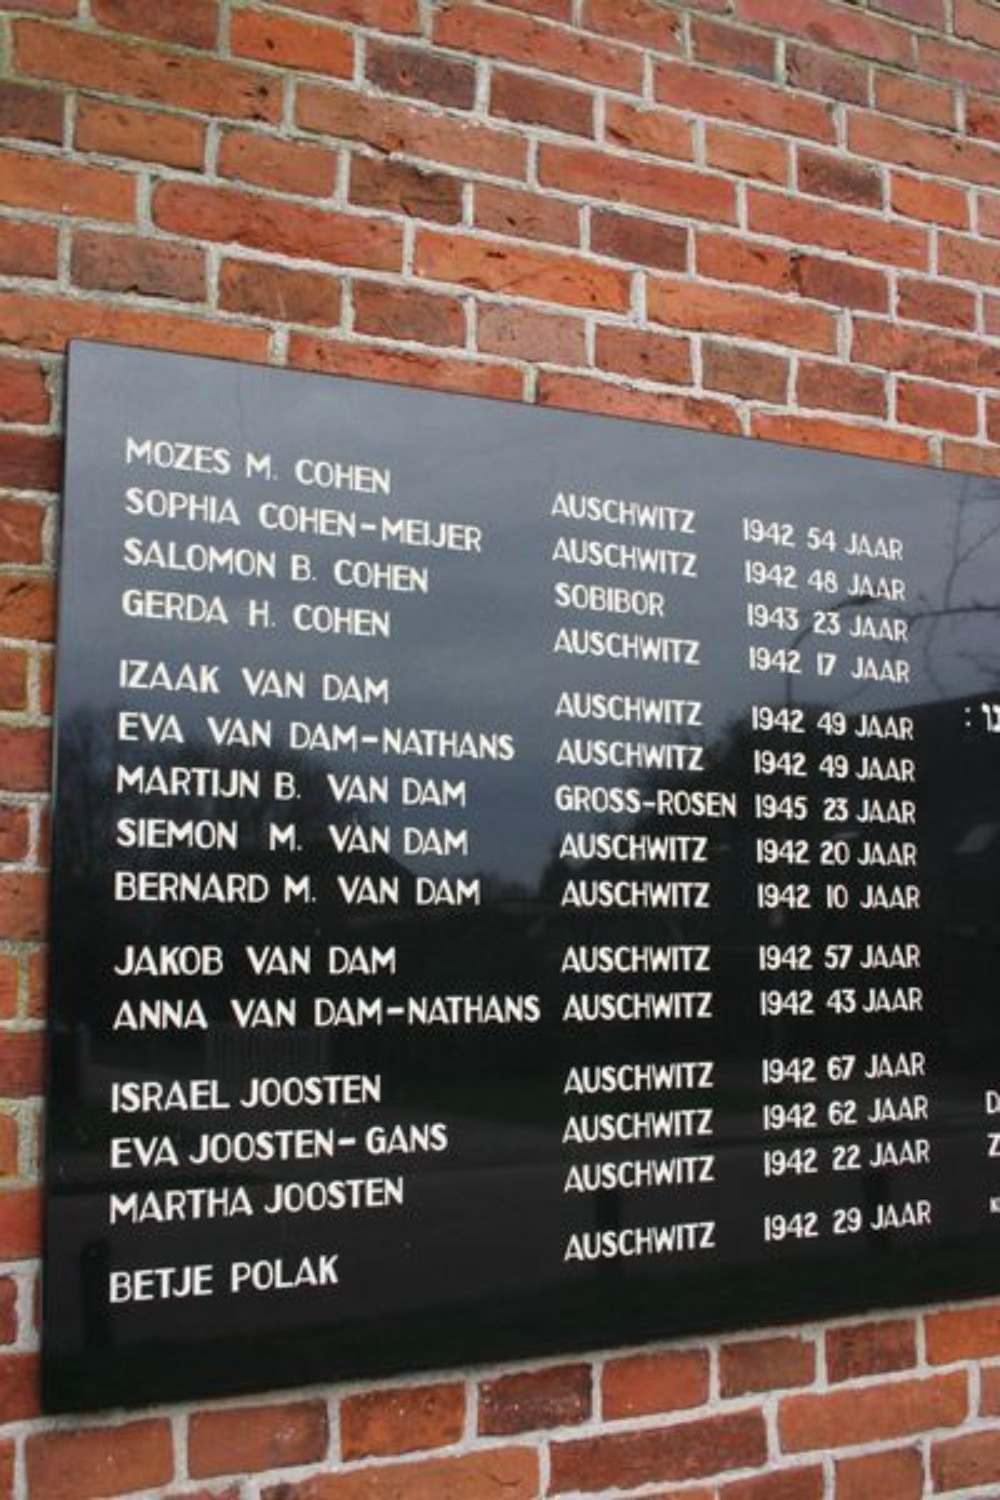 MOZES M. COHEN AUSCHWITZ 1942 54 JAAR
SOPHIA COHEN-MEIJER AUSCHWITZ 1942 48 JAAR
SALOMON B. COHEN SOBIBOR 1943 23 JAAR
GERDA H. COHEN AUSCHWITZ 1942 17 JAAR
IZAAK VAN DAM AUSCHWITZ 1942 49 JAAR
EVA VAN DAM-NATHANS AUSCHWITZ 1942 49 JAAR
MARTIJN B. VAN DAM GROSS-ROSEN 1945 23 JAAR
SIEMON M. VAN DAM AUSCHWITZ 1942 20 JAAR
BERNARD M. VAN DAM AUSCHWITZ 1942 10 JAAR
JAKOB VAN DAM AUSCHWITZ 1942 57 JAAR
ANNA VAN DAM-NATHANS AUSCHWITZ 1942 43 JAAR
ISRAEL JOOSTEN AUSCHWITZ 1942 67 JAAR
EVA JOOSTEN-GANS AUSCHWITZ 1942 62 JAAR
MARTHA JOOSTEN AUSCHWITZ 1942 22 JAAR
BETJE POLAK AUSCHWITZ 1942 29 JAAR